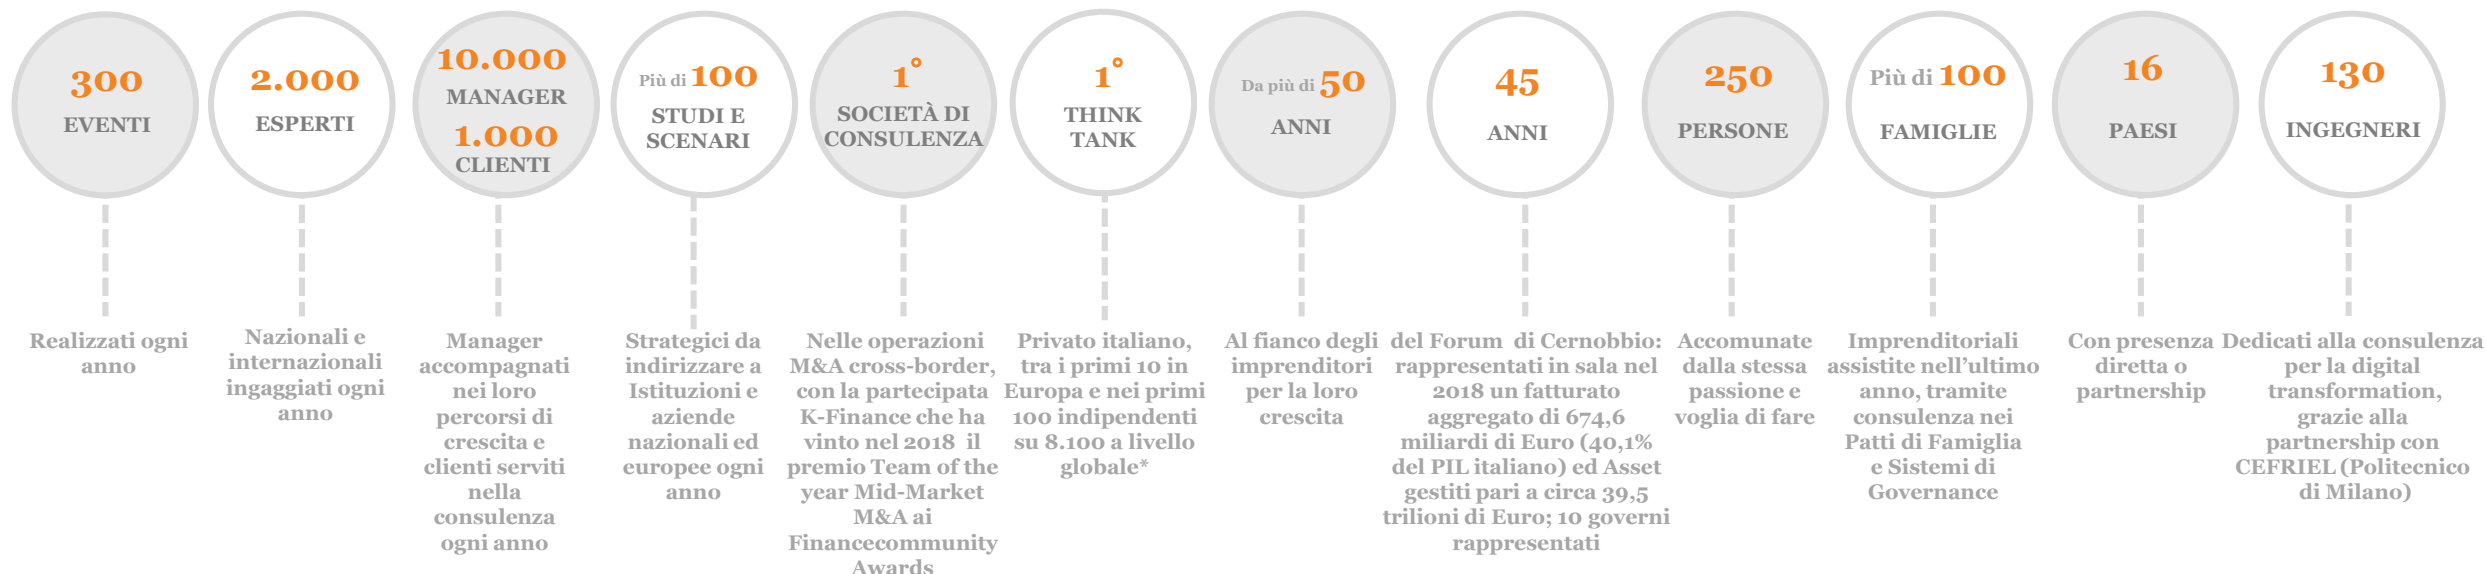 300
EVENTI
Realizzati ogni
anno
2.000
ESPERTI
Nazionali e
internazionali
ingaggiati ogni
anno
10.000
MANAGER
1.000
CLIENTI
Manager
accompagnati
nei loro
percorsi di
crescita e
clienti serviti
nella
consulenza
ogni anno
Più di 100
STUDI E
SCENARI
Strategici da
indirizzare a
Istituzioni e
aziende
nazionali ed
europee ogni
anno
1°
SOCIETÀ DI
CONSULENZA
Nelle operazioni
M&A cross-border,
con la partecipata
K-Finance che ha
vinto nel 2018 il
premio Team of the
year Mid-Market
M&A ai
Financecommunity
Awards
1°
THINK
TANK
Privato italiano,
tra i primi 10 in
Europa e nei primi
100 indipendenti
su 8.100 a livello
globale*
Da più di 50
ANNI
Al fianco degli
imprenditori
per la loro
crescita
45
ANNI
del Forum di Cernobbio:
rappresentati in sala nel
2018 un fatturato
aggregato di 674,6
miliardi di Euro (40,1%
del PIL italiano) ed Asset
gestiti pari a circa 39,5
trilioni di Euro; 10 governi
rappresentati
250
PERSONE
Accomunate
dalla stessa
passione e
voglia di fare
Più di 100
FAMIGLIE
Imprenditoriali
assistite nell’ultimo
anno, tramite
consulenza nei
Patti di Famiglia
e Sistemi di
Governance
16
PAESI
Con presenza
diretta o
partnership
130
INGEGNERI
Dedicati alla consulenza
per la digital
transformation,
grazie alla
partnership con
CEFRIEL (Politecnico
di Milano)